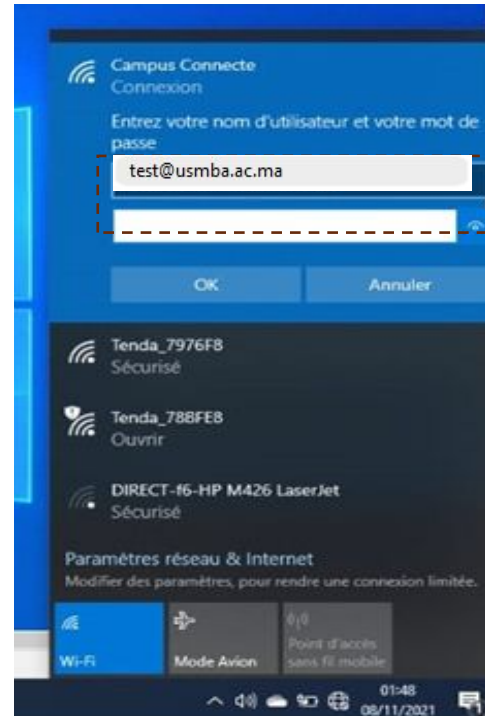 Campus Connecte
Connexion
Entrez votre nom d'utilisateur et votre mot de
passe
test@usmba.ac.ma
OK
Annuler
Tenda_7976F8
Sécurisé
Tenda_78BFE8
Ouvrir
DIRECT-f6-HP M426 LaserJet
Sécurisé
Paramètres réseau & Internet
Modifier des paramètres, pour rendre une connexion limitée.
Wi-Fi
Mode Avion
Point d'accès
sans fil mobile
01:48
08/11/2021
1